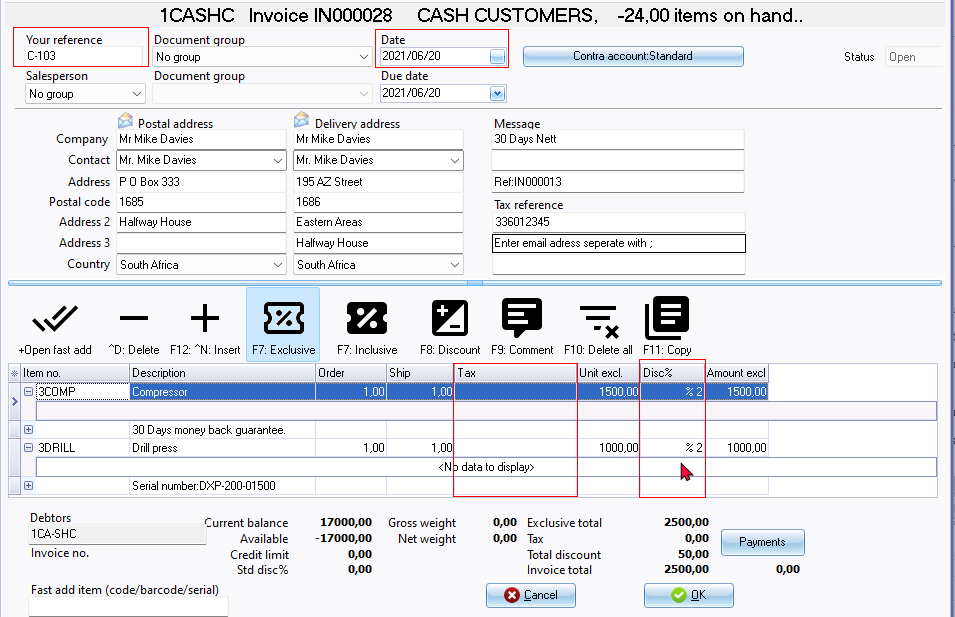 1CASHC   Invoice IN000028   CASH CUSTOMERS,   -24,00 items on hand..
Your reference   Document group   Date
C-103   No group   2021/06/20   Contra account:Standard   Status   Open
Salesperson   Document group   Due date
No group   2021/06/20
Postal address   Delivery address   Message
Company   Mr Mike Davies   Mr Mike Davies   30 Days Nett
Contact   Mr. Mike Davies   Mr. Mike Davies
Address   P O Box 333   195 AZ Street   Ref:IN000013
Postal code   1685   1686   Tax reference
Address 2   Halfway House   Eastern Areas   336012345
Address 3   Halfway House   Enter email adress seperate with ;
Country   South Africa   South Africa
+Open fast add   ^D: Delete   F12: ^N: Insert   F7: Exclusive   F7: Inclusive   F8: Discount   F9: Comment   F10: Delete all   F11: Copy
Item no.   Description   Order   Ship   Tax   Unit excl.   Disc%   Amount excl
3COMP   Compressor   1,00   1,00   1500,00   % 2   1500,00
30 Days money back guarantee.
3DRILL   Drill press   1,00   1,00   1000,00   % 2   1000,00
<No data to display>
Serial number:DXP-200-01500
Debtors   Current balance   17000,00   Gross weight   0,00   Exclusive total   2500,00
1CA-SHC   Available   -17000,00   Net weight   0,00   Tax   0,00   Payments
Invoice no.   Credit limit   0,00   Total discount   50,00
Std disc%   0,00   Invoice total   2500,00   0,00
Fast add item (code/barcode/serial)   Cancel   OK